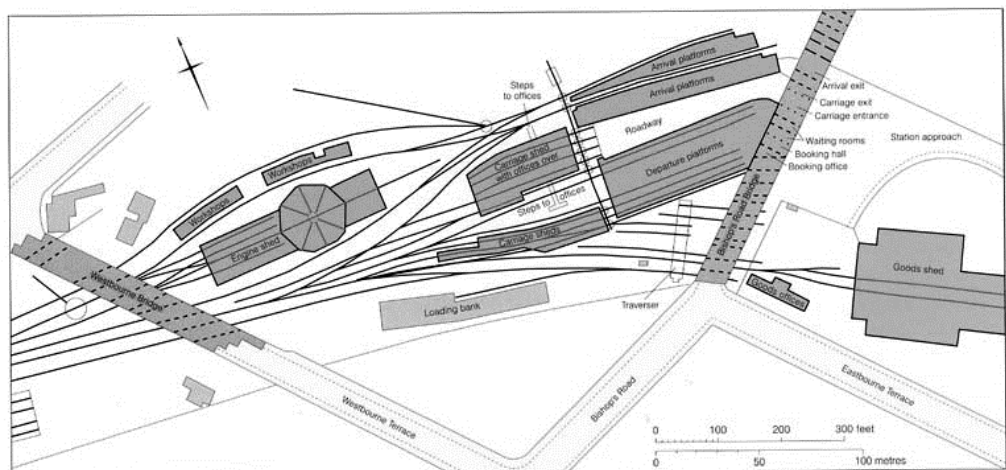 Arrival platforms
Arrival platforms
Steps
to offices
Arrival exit
Carriage exit
Carriage entrance
Roadway
Waiting rooms
Station approach
Booking hall
Booking office
Carriage shed
with offices over
Departure platforms
Workshops
Workshops
Steps to offices
Engine shed
Carriage sheds
Bishop's Road Bridge
Westbourne Bridge
Goods shed
Goods offices
Loading bank
Traverser
Westbourne Terrace
Bishop's Road
Eastbourne Terrace
0 100 200 300 feet
0 50 100 metres